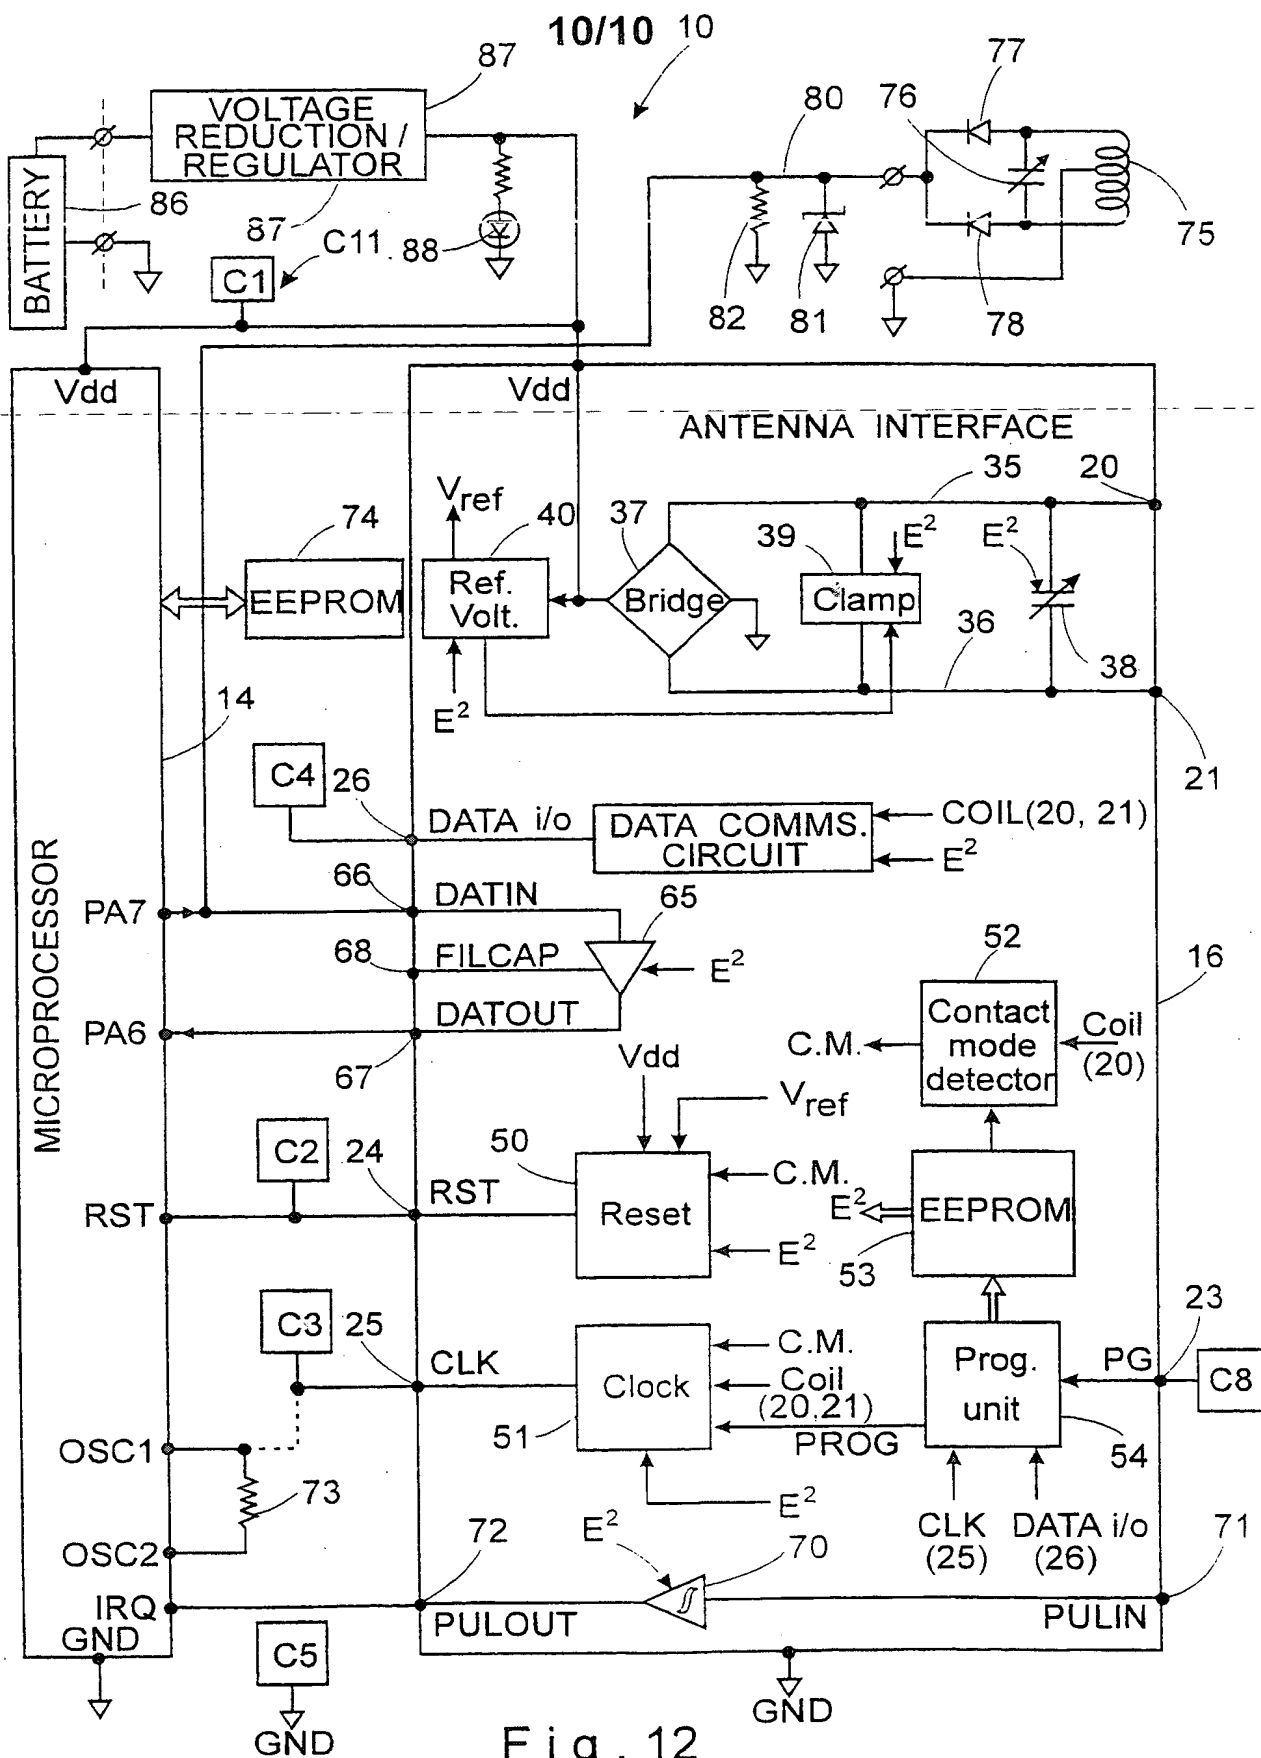 10/10
10
87
VOLTAGE
REDUCTION /
REGULATOR
BATTERY
86
87
88
C11
C1
80
76
77
75
82
81
78
Vdd
Vdd
ANTENNA INTERFACE
V ref
74
40
37
35
20
39
E²
E²
EEPROM
Ref.
Volt.
Bridge
Clamp
36
38
E²
14
21
C4
26
DATA i/o
DATA COMMS.
CIRCUIT
COIL(20, 21)
E²
MICROPROCESSOR
66
DATIN
65
PA7
68
FILCAP
E²
52
16
PA6
DATOUT
67
C.M.
Contact
mode
detector
Coil
(20)
Vdd
Vref
C2
24
50
RST
RST
Reset
C.M.
E²
E²
EEPROM
53
C3
25
CLK
51
Clock
C.M.
Coil
(20,21)
PROG
Prog.
unit
PG
23
C8
54
OSC1
73
OSC2
E²
CLK
(25)
DATA i/o
(26)
71
72
E²
70
IRQ
PULOUT
PULIN
GND
C5
GND
GND
Fig. 12